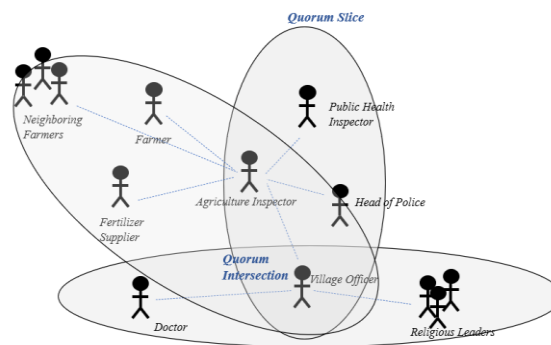 Quorum Slice
Public Health
Inspector
Neighboring
Farmers
Farmer
Agriculture Inspector
Head of Police
Fertilizer
Supplier
Quorum
Intersection
Village Officer
Doctor
Religious Leaders